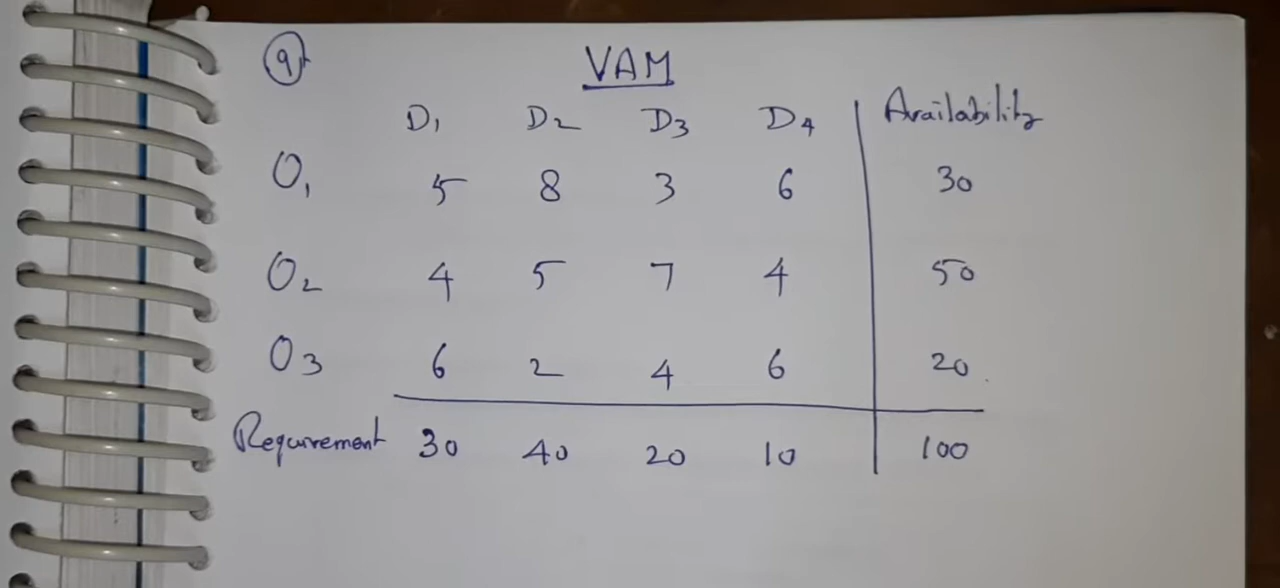 Q VAM
D1 D2 D3 D4 Availability
O1 5 8 3 6 30
O2 4 5 7 4 50
O3 6 2 4 6 20
Requirement 30 40 20 10 100